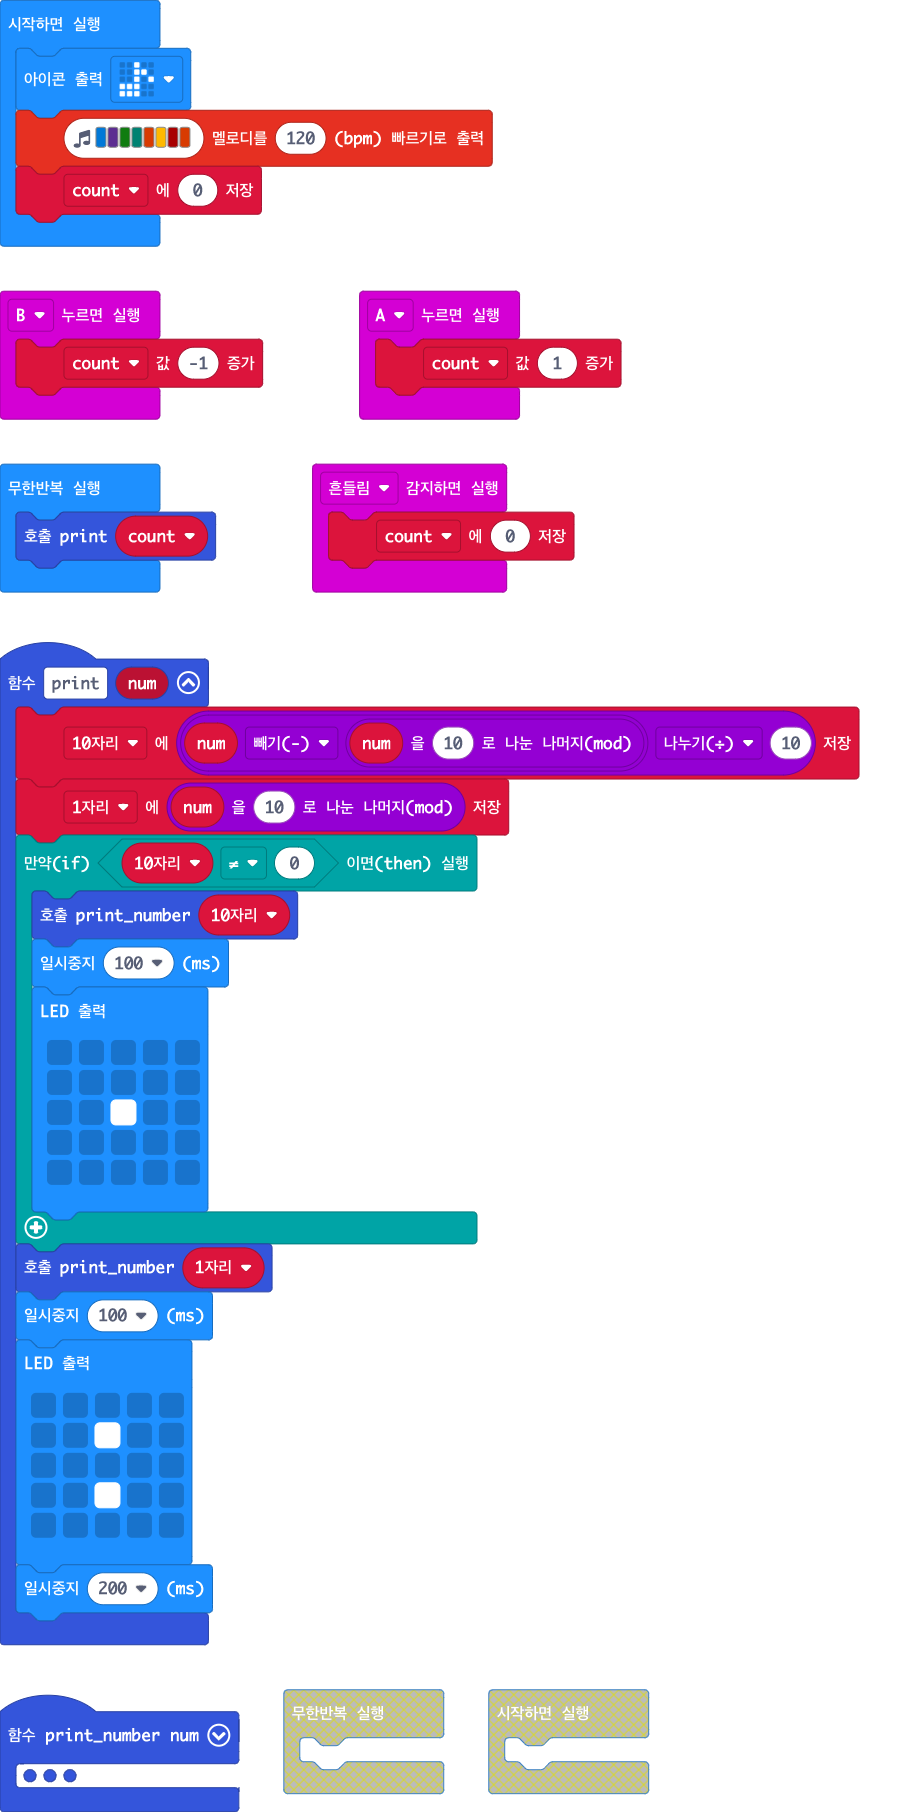 시작하면 실행
아이콘 출력
멜로디를 120 (bpm) 빠르기로 출력
count 에 0 저장
B 누르면 실행
count 값 -1 증가
A 누르면 실행
count 값 1 증가
무한반복 실행
호출 print count
흔들림 감지하면 실행
count 에 0 저장
함수 print num
10자리 에 num 빼기(-) num 을 10 로 나눈 나머지(mod) 나누기(÷) 10 저장
1자리 에 num 을 10 로 나눈 나머지(mod) 저장
만약(if) 10자리 ≠ 0 이면(then) 실행
호출 print_number 10자리
일시중지 100 (ms)
LED 출력
호출 print_number 1자리
일시중지 100 (ms)
LED 출력
일시중지 200 (ms)
함수 print_number num
무한반복 실행
시작하면 실행